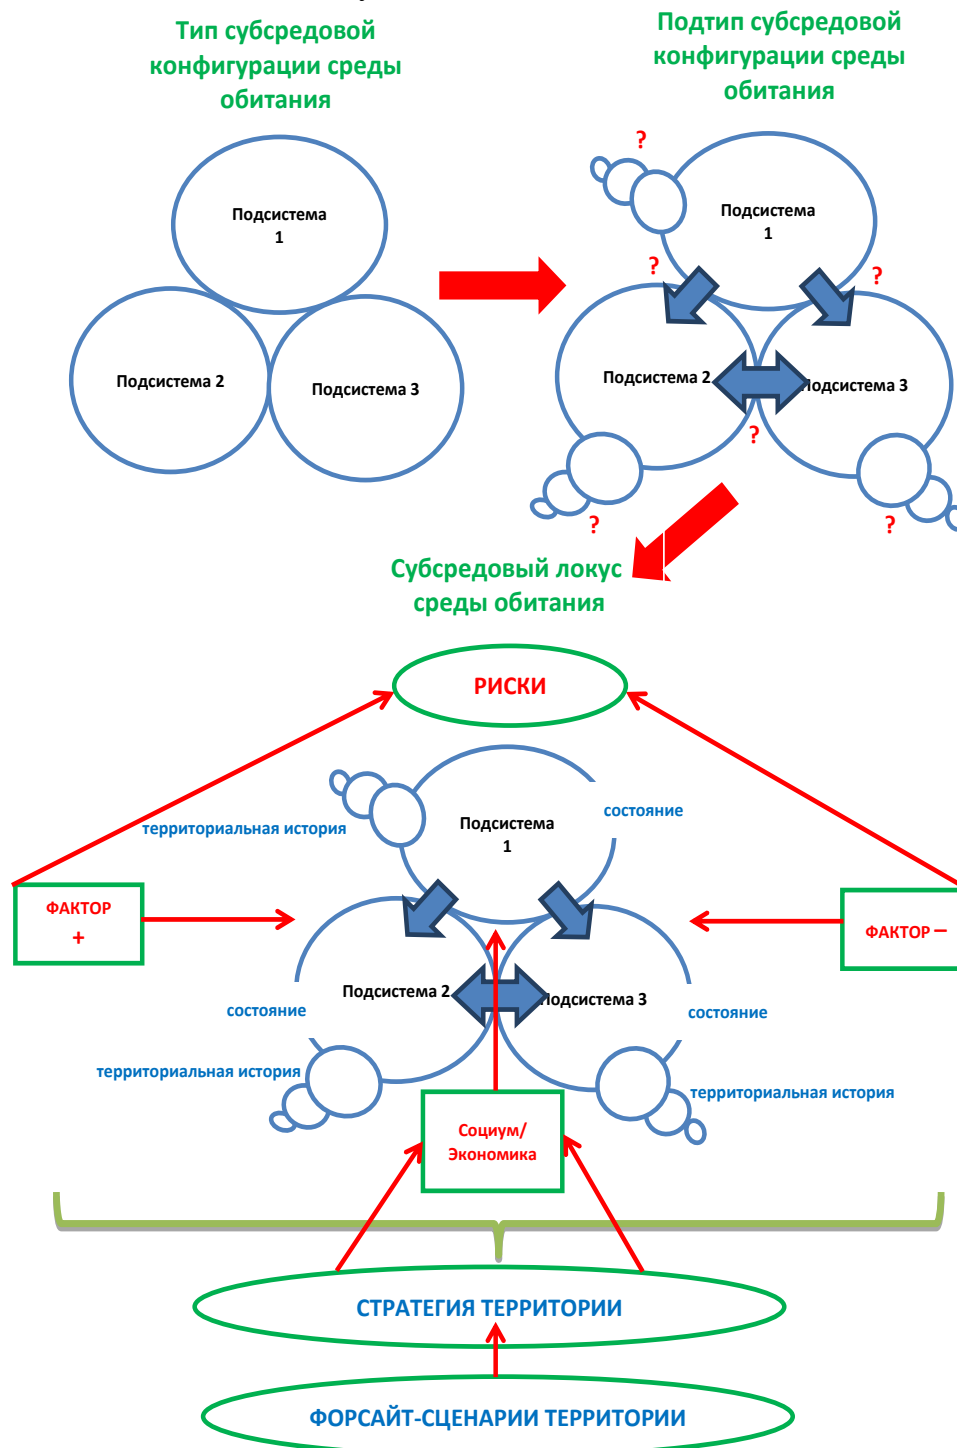 Тип субсредовой
конфигурации среды
обитания
Подтип субсредовой
конфигурации среды
обитания
Подсистема
1
Подсистема 2
Подсистема 3
?
Подсистема
1
?
?
Подсистема 2
Подсистема 3
?
?
?
Субсредовый локус
среды обитания
РИСКИ
территориальная история
Подсистема
1
состояние
ФАКТОР
+
ФАКТОР –
Подсистема 2
Подсистема 3
состояние
состояние
территориальная история
территориальная история
Социум/
Экономика
СТРАТЕГИЯ ТЕРРИТОРИИ
ФОРСАЙТ-СЦЕНАРИИ ТЕРРИТОРИИ